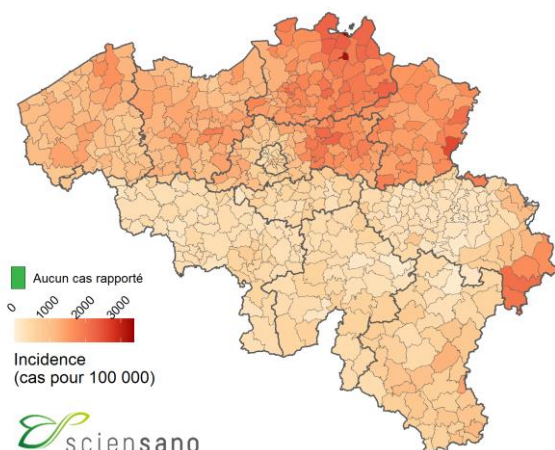 Aucun cas rapporté
0 1000 2000 3000
Incidence
(cas pour 100 000)
sciensano